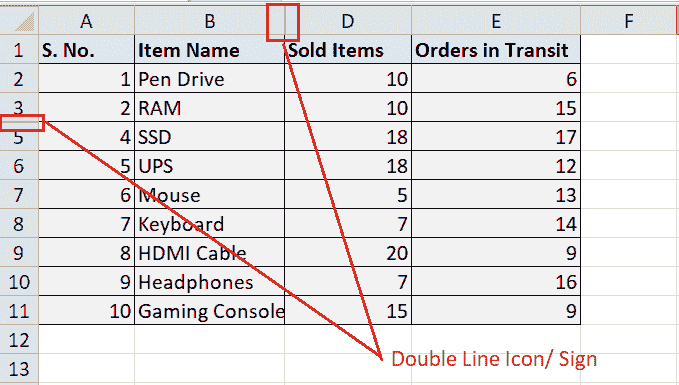 A B D E F
1 S. No. Item Name Sold Items Orders in Transit
2 1 Pen Drive 10 6
3 2 RAM 10 15
5 4 SSD 18 17
6 5 UPS 18 12
7 6 Mouse 5 13
8 7 Keyboard 7 14
9 8 HDMI Cable 20 9
10 9 Headphones 7 16
11 10 Gaming Console 15 9
12
13
Double Line Icon/ Sign